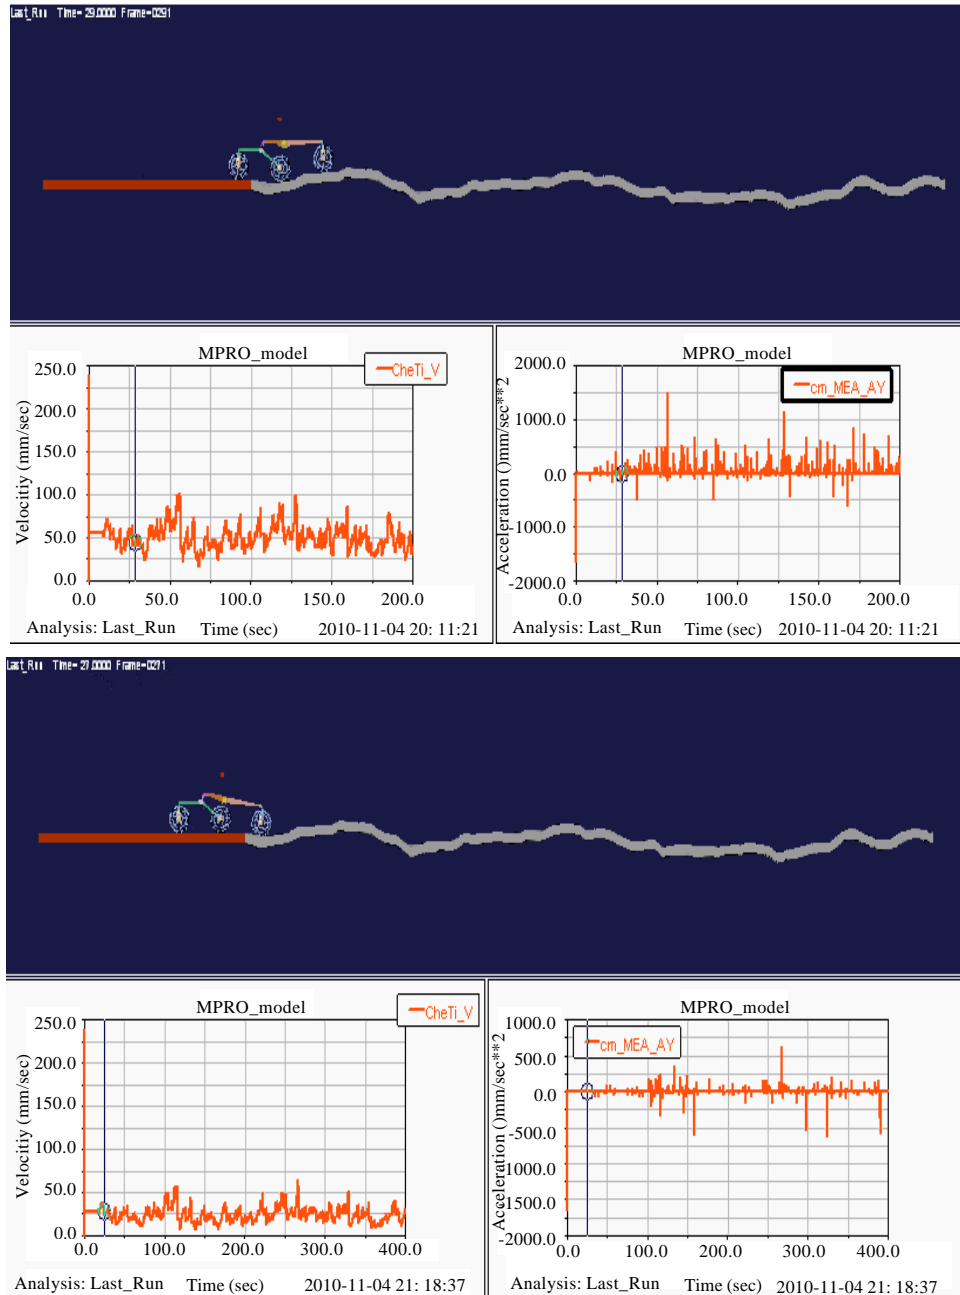 Last_Run Time= 29.0000 Frame=0291
MPRO_model
CheTi_V
Velocitiy (mm/sec)
250.0
200.0
150.0
100.0
50.0
0.0
0.0 50.0 100.0 150.0 200.0
Analysis: Last_Run Time (sec) 2010-11-04 20: 11:21
MPRO_model
cm_MEA_AY
Acceleration ()mm/sec**2
2000.0
1000.0
0.0
-1000.0
-2000.0
0.0 50.0 100.0 150.0 200.0
Analysis: Last_Run Time (sec) 2010-11-04 20: 11:21
Last_Run Time= 27.0000 Frame=0271
MPRO_model
CheTi_V
Velocitiy (mm/sec)
250.0
200.0
150.0
100.0
50.0
0.0
0.0 100.0 200.0 300.0 400.0
Analysis: Last_Run Time (sec) 2010-11-04 21: 18:37
MPRO_model
cm_MEA_AY
Acceleration ()mm/sec**2
1000.0
500.0
0.0
-500.0
1000.0
1500.0
-2000.0
0.0 100.0 200.0 300.0 400.0
Analysis: Last_Run Time (sec) 2010-11-04 21: 18:37